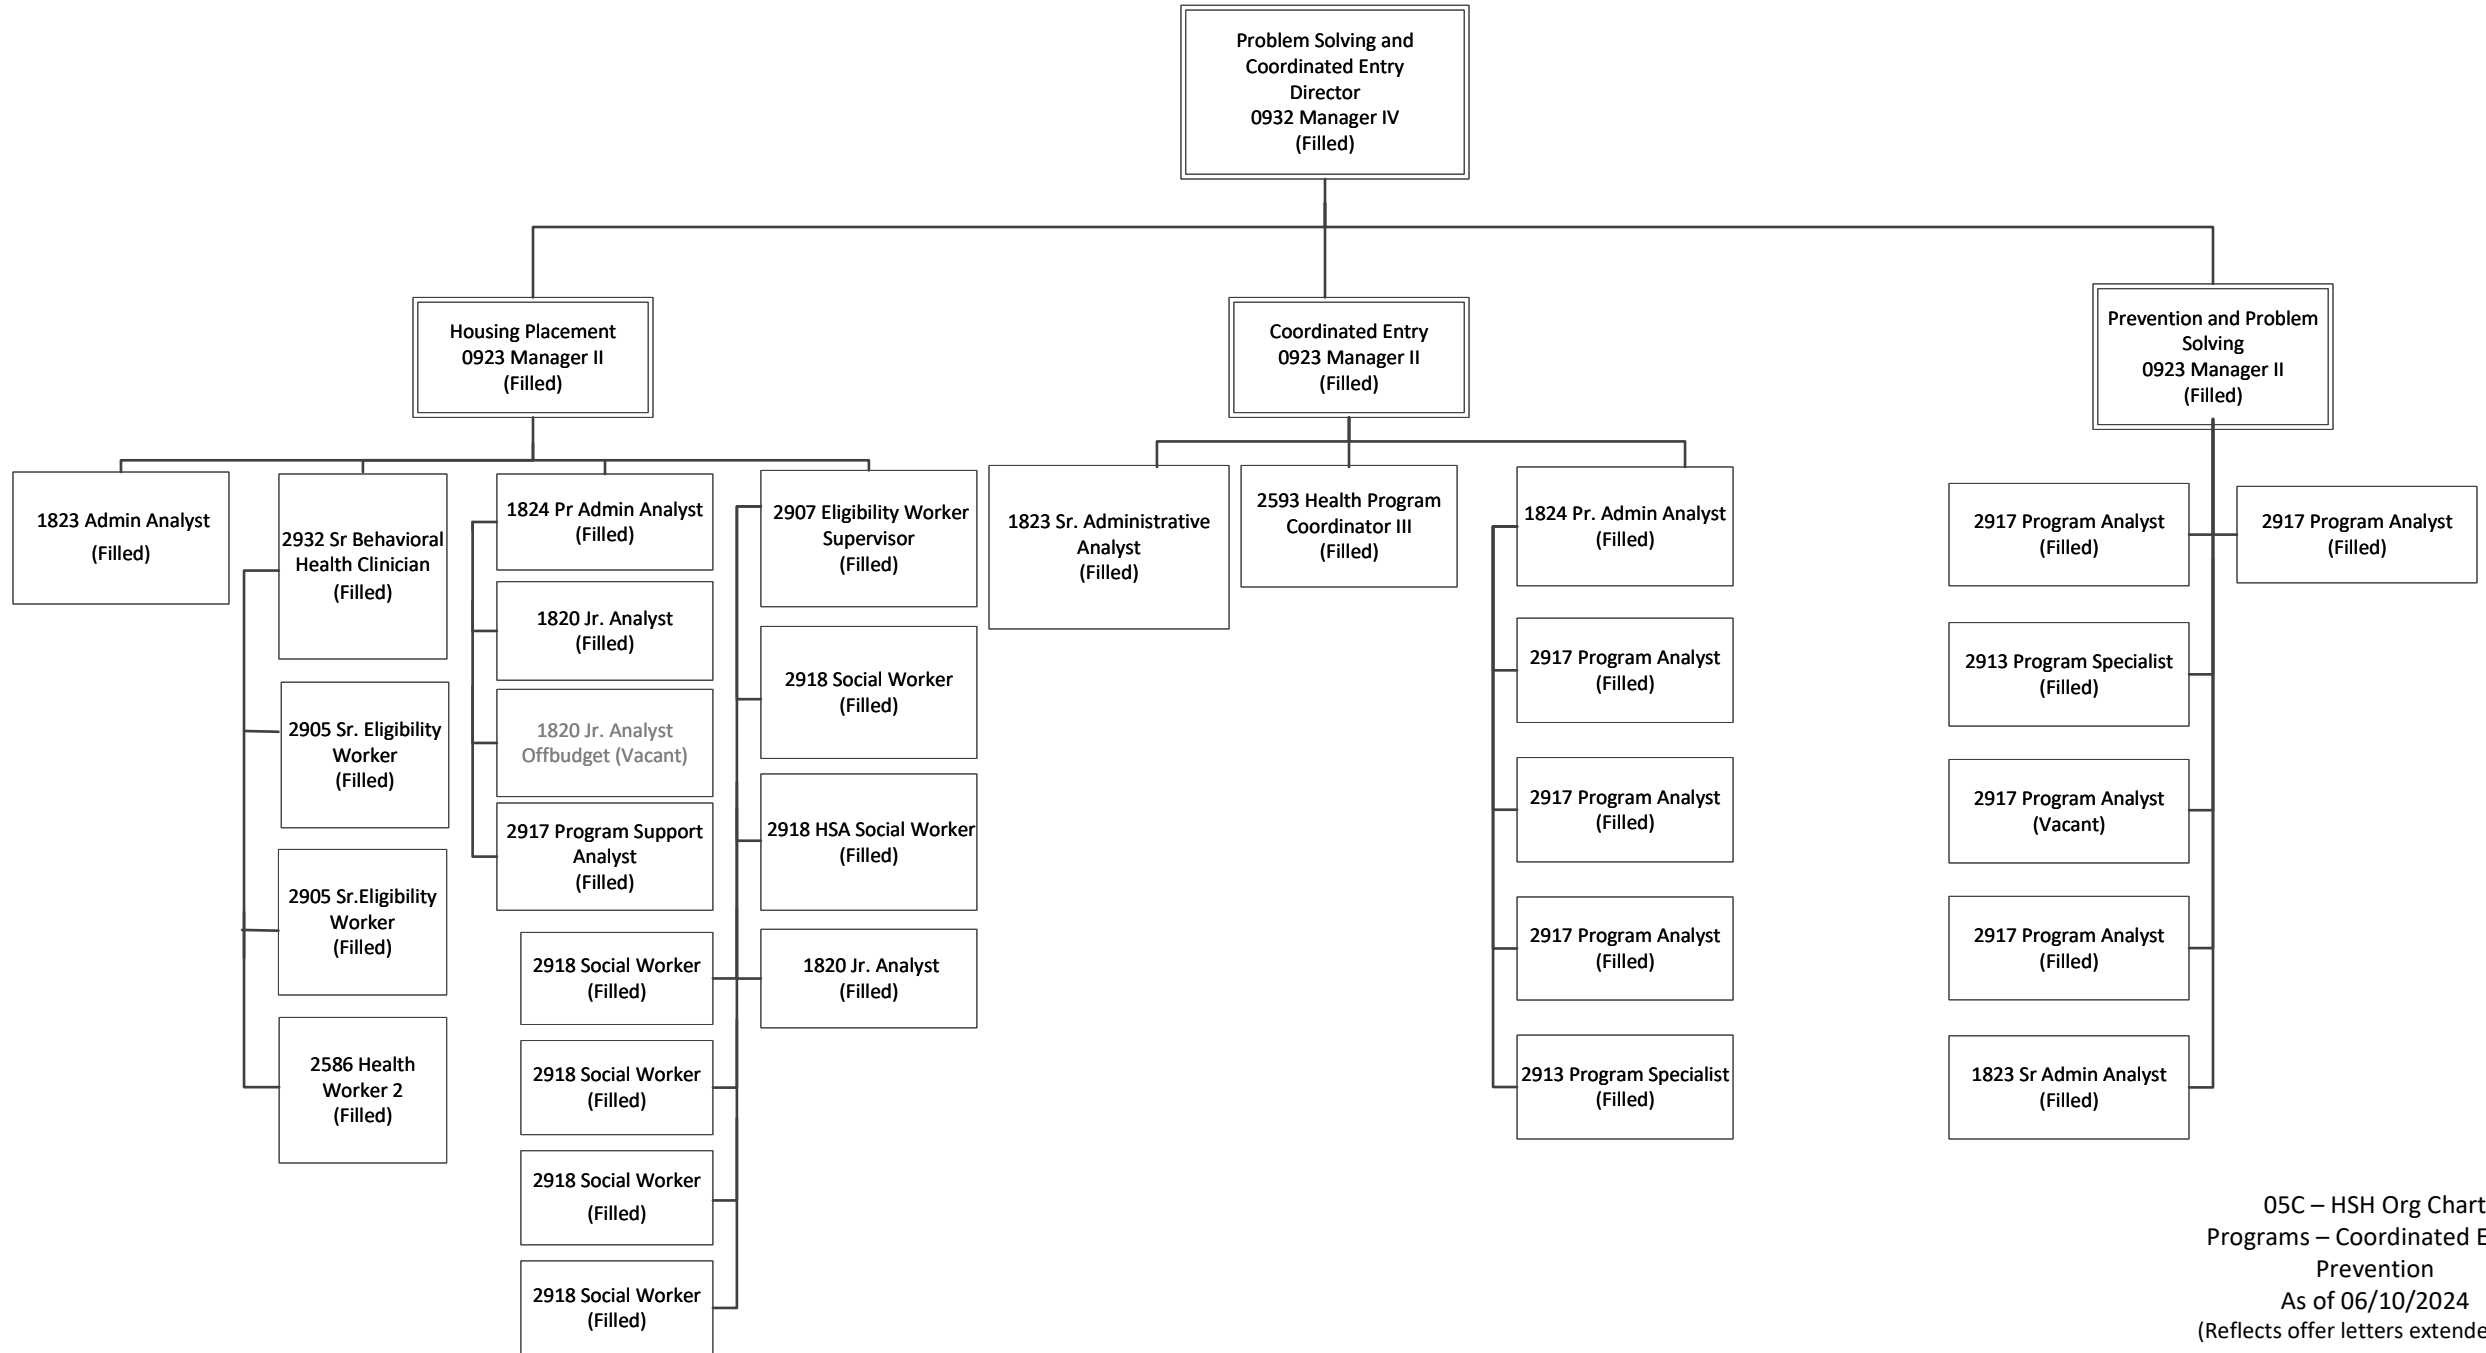 Problem Solving and
Coordinated Entry
Director
0932 Manager IV
(Filled)
Housing Placement
0923 Manager II
(Filled)
Coordinated Entry
0923 Manager II
(Filled)
Prevention and Problem
Solving
0923 Manager II
(Filled)
1823 Admin Analyst
(Filled)
2932 Sr Behavioral
Health Clinician
(Filled)
2905 Sr. Eligibility
Worker
(Filled)
2905 Sr.Eligibility
Worker
(Filled)
2586 Health
Worker 2
(Filled)
1824 Pr Admin Analyst
(Filled)
1820 Jr. Analyst
(Filled)
1820 Jr. Analyst
Offbudget (Vacant)
2917 Program Support
Analyst
(Filled)
2907 Eligibility Worker
Supervisor
(Filled)
2918 Social Worker
(Filled)
2918 HSA Social Worker
(Filled)
1820 Jr. Analyst
(Filled)
2918 Social Worker
(Filled)
2918 Social Worker
(Filled)
2918 Social Worker
(Filled)
2918 Social Worker
(Filled)
1823 Sr. Administrative
Analyst
(Filled)
2593 Health Program
Coordinator III
(Filled)
1824 Pr. Admin Analyst
(Filled)
2917 Program Analyst
(Filled)
2917 Program Analyst
(Filled)
2917 Program Analyst
(Filled)
2913 Program Specialist
(Filled)
2917 Program Analyst
(Filled)
2917 Program Analyst
(Filled)
2913 Program Specialist
(Filled)
2917 Program Analyst
(Vacant)
2917 Program Analyst
(Filled)
1823 Sr Admin Analyst
(Filled)
05C – HSH Org Chart
Programs – Coordinated
Prevention
As of 06/10/2024
(Reflects offer letters